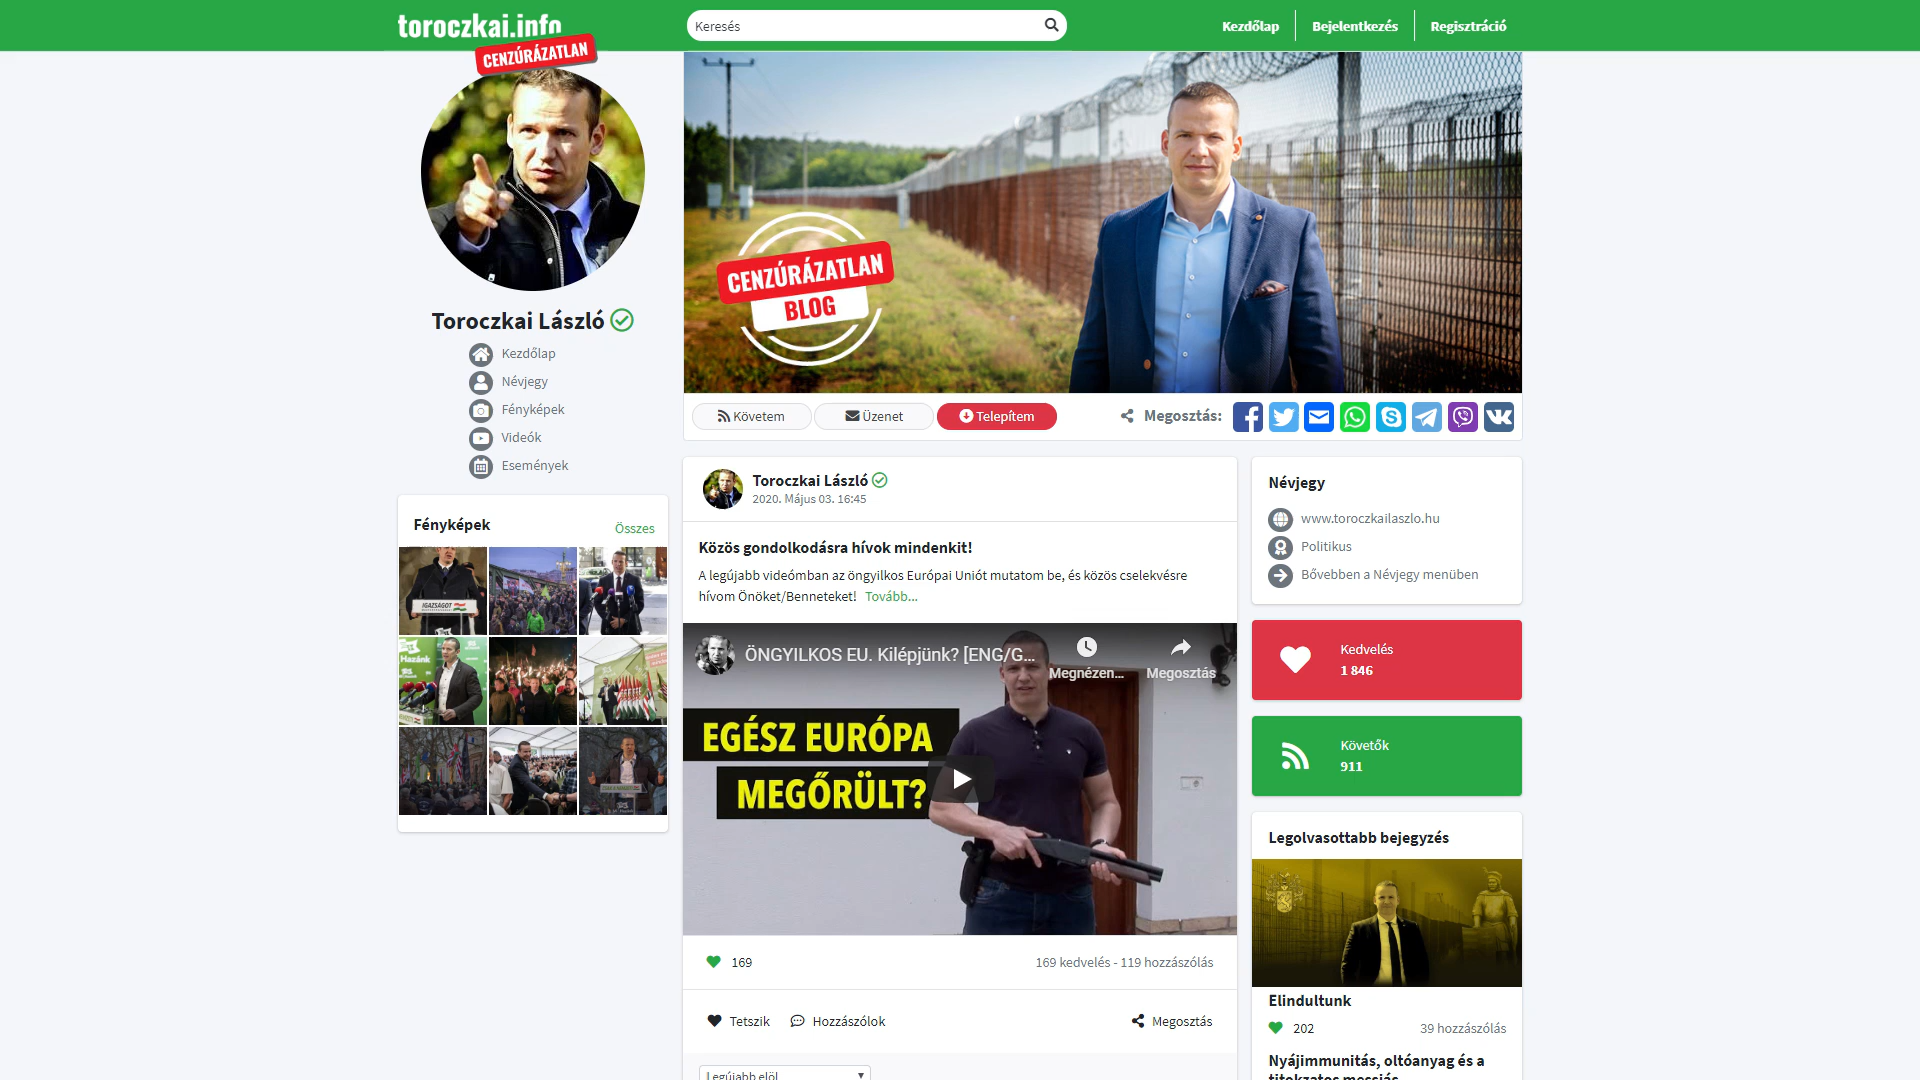 toroczkai.info
CENZÚRÁZATLAN
Keresés
Kezdőlap
Bejelentkezés
Regisztráció
CENZÚRÁZATLAN
BLOG
Toroczkai László
Kezdőlap
Névjegy
Fényképek
Videók
Események
Követem
Üzenet
Telepítem
Megosztás:
Fényképek
Összes
IGAZSÁGOT
Hazánk
Toroczkai László
2020. Május 03. 16:45
Közös gondolkodásra hívok mindenkit!
A legújabb videómban az öngyilkos Európai Uniót mutatom be, és közös cselekvésre
hívom Önöket/Benneteket! Tovább...
ÖNGYILKOS EU. Kilépjünk? [ENG/G...
Megnézen...
Megosztás
EGÉSZ EURÓPA
MEGŐRÜLT?
169
169 kedvelés - 119 hozzászólás
Tetszik
Hozzászólok
Megosztás
Legújabb elöl
Névjegy
www.toroczkailaszlo.hu
Politikus
Bővebben a Névjegy menüben
Kedvelés
1 846
Követők
911
Legolvasottabb bejegyzés
Elindultunk
202
39 hozzászólás
Nyájimmunitás, oltóanyag és a
titokzatos messiás